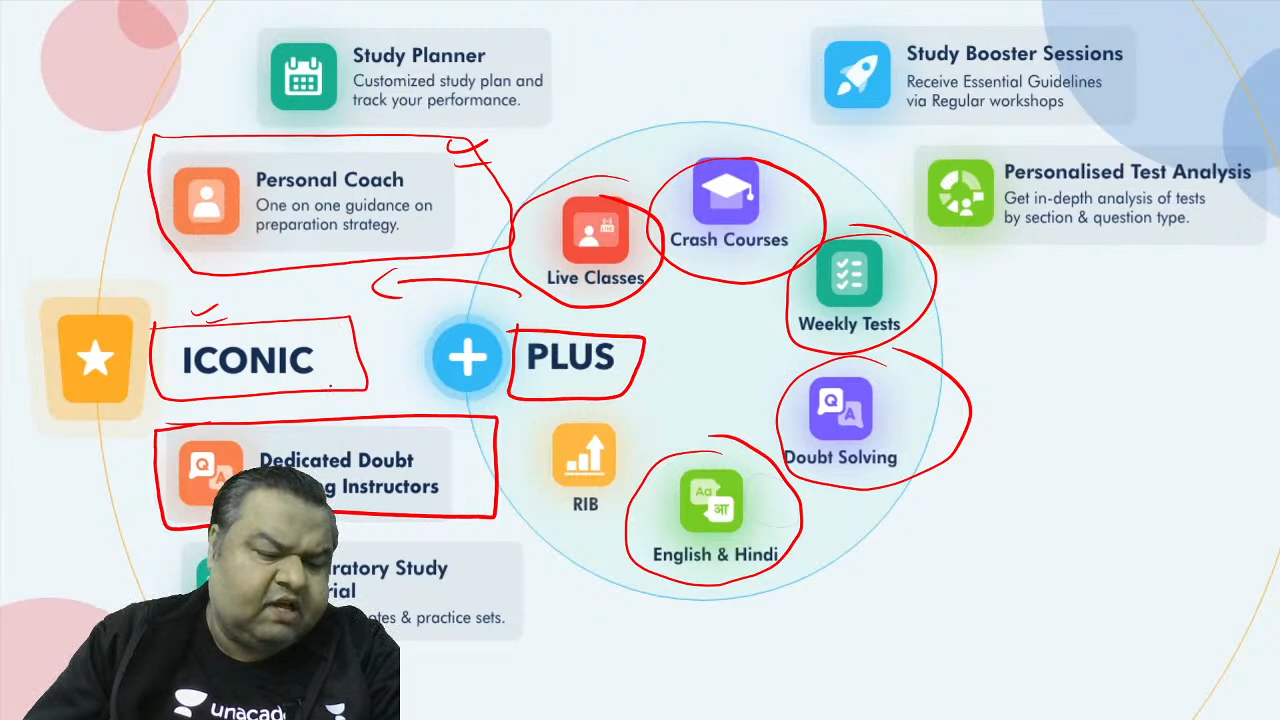 Study Planner
Customized study plan and
track your performance.
Study Booster Sessions
Receive Essential Guidelines
via Regular workshops
Personal Coach
One on one guidance on
preparation strategy.
Personalised Test Analysis
Get in-depth analysis of tests
by section & question type.
LIVE
Live Classes
Crash Courses
Weekly Tests
ICONIC
PLUS
Q A
Doubt Solving
Q A
Dedicated Doubt
Instructors
RIB
Aa
आ
English & Hindi
Study
& practice sets.